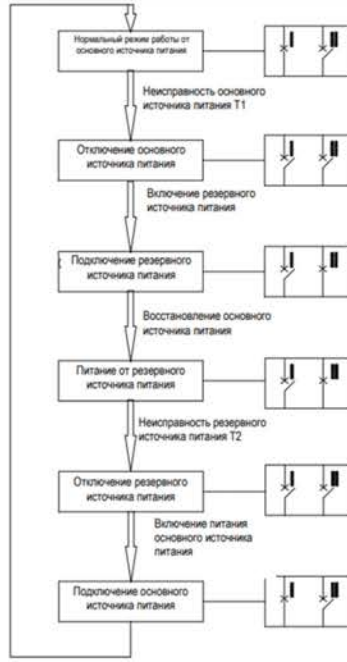 Нормальный режим работы от
основного источника питания
Неисправность основного
источника питания Т1
Отключение основного
источника питания
Включение резервного
источника питания
Подключение резервного
источника питания
Восстановление основного
источника питания
Питание от резервного
источника питания
Неисправность резервного
источника питания Т2
Отключение резервного
источника питания
Включение питания
основного источника
питания
Подключение основного
источника питания